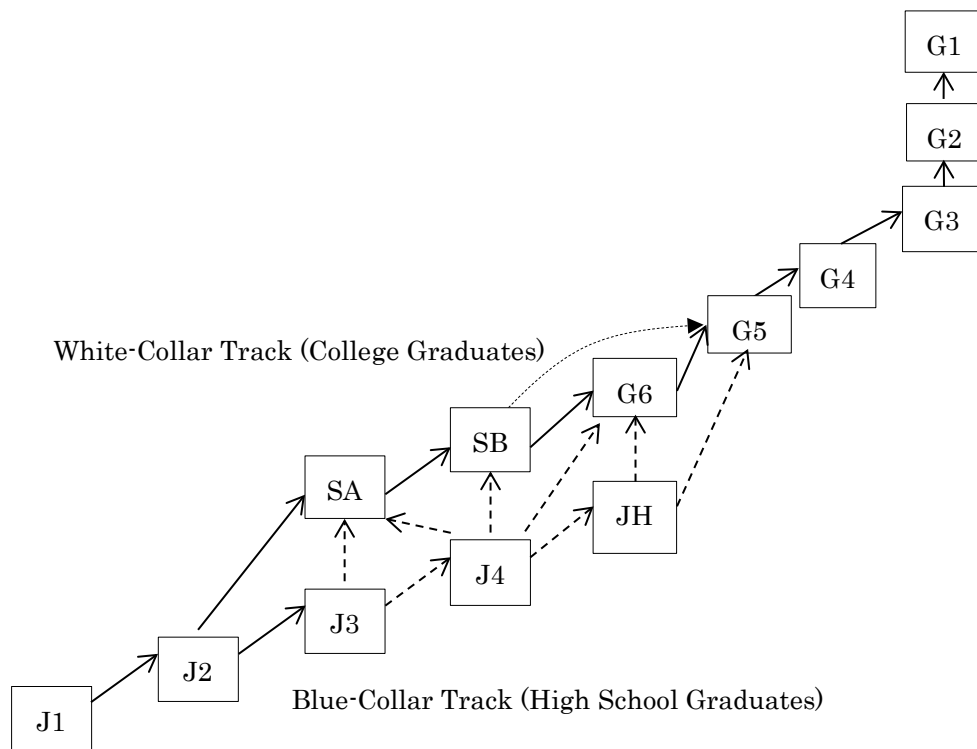 G1
G2
G3
G4
G5
White-Collar Track (College Graduates)
G6
SB
SA
JH
J4
J3
J2
Blue-Collar Track (High School Graduates)
J1